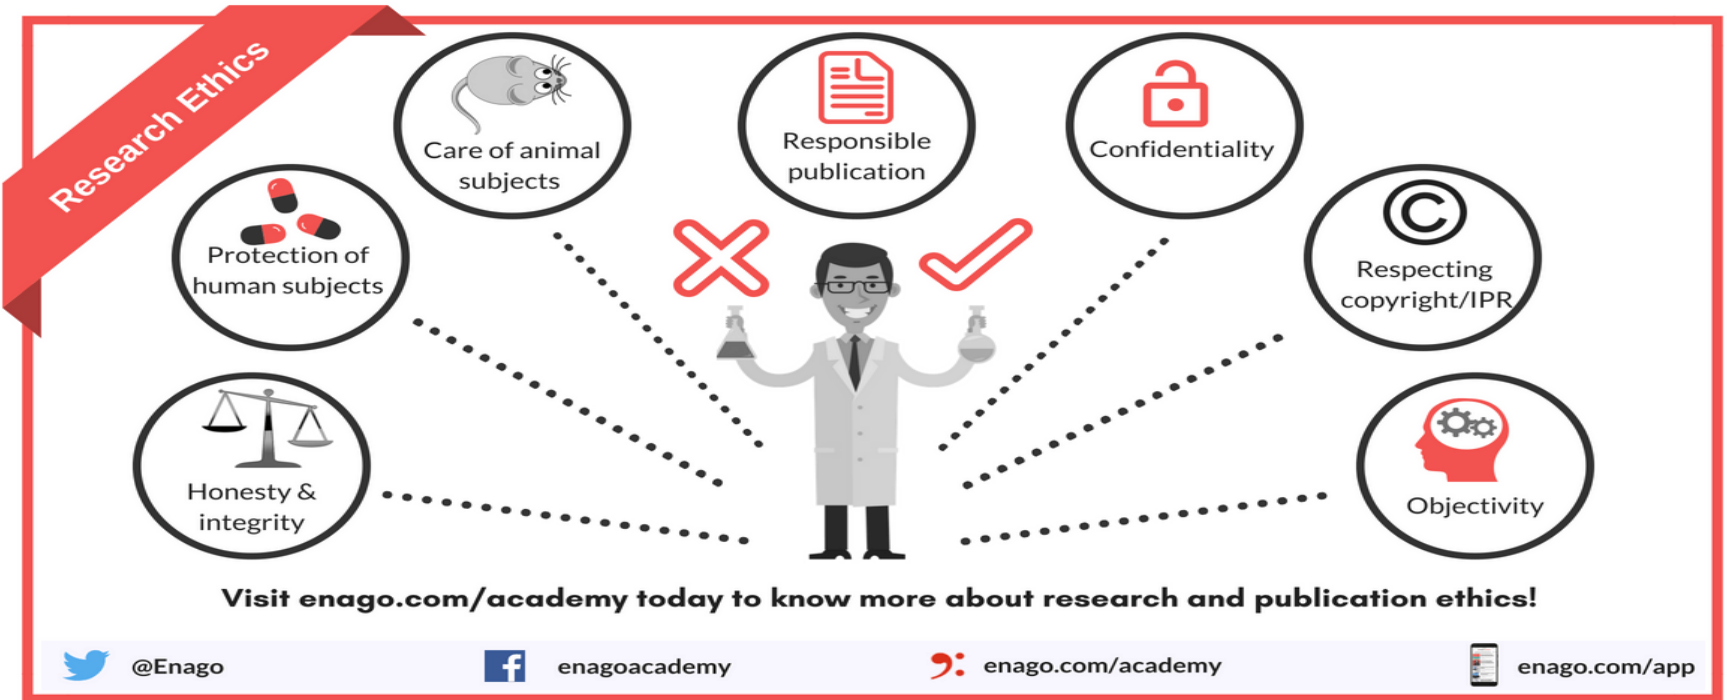 Research Ethics
Care of animal
subjects
Responsible
publication
Confidentiality
Protection of
human subjects
Respecting
copyright/IPR
Honesty &
integrity
Objectivity
Visit enago.com/academy today to know more about research and publication ethics!
@Enago
enagoacademy
enago.com/academy
enago.com/app